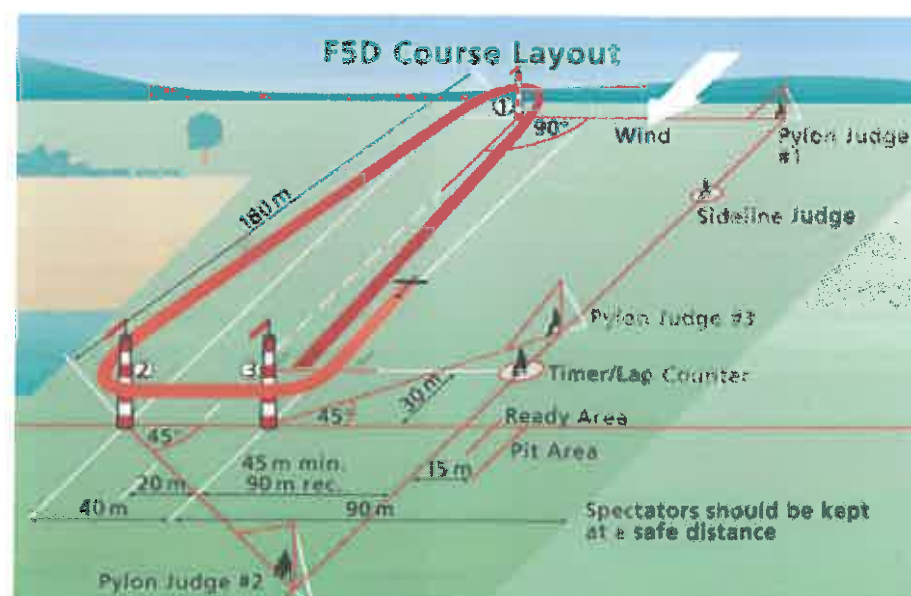 F5D Course Layout
1
90°
Wind
Pylon Judge
#1
180 m
Sideline Judge
Pylon Judge #3
2
3
Timer/Lap Counter
30 m
45°
Ready Area
45°
Pit Area
45 m min.
15 m
20 m
90 m rec.
40 m
90 m
Spectators should be kept
at a safe distance
Pylon Judge #2